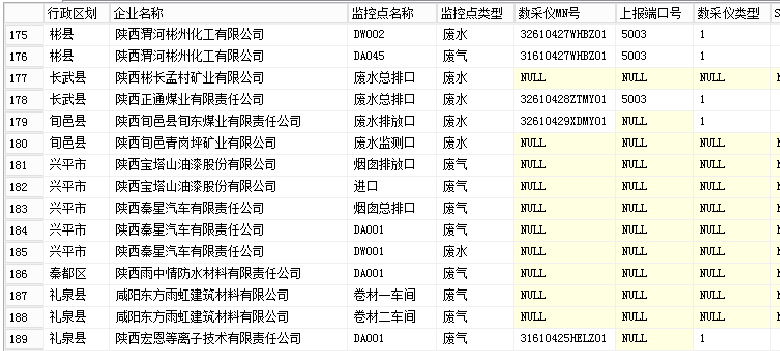 行政区划 企业名称 监控点名称 监控点类型 数采仪MN号 上报端口号 数采仪类型 S
175 彬县 陕西渭河彬州化工有限公司 DW002 废水 32610427WHBZ01 5003 1
176 彬县 陕西渭河彬州化工有限公司 DA045 废气 31610427WHBZ01 5003 1
177 长武县 陕西彬长孟村矿业有限公司 废水总排口 废水 NULL NULL NULL
178 长武县 陕西正通煤业有限责任公司 废水总排口 废水 32610428ZTMY01 5003 1
179 旬邑县 陕西旬邑县旬东煤业有限责任公司 废水排放口 废水 32610429XDMY01 NULL 1
180 旬邑县 陕西旬邑青岗坪矿业有限公司 废水监测口 废水 NULL NULL NULL
181 兴平市 陕西宝塔山油漆股份有限公司 烟囱排放口 废气 NULL NULL NULL
182 兴平市 陕西宝塔山油漆股份有限公司 进口 废气 NULL NULL NULL
183 兴平市 陕西秦星汽车有限责任公司 烟囱总排口 废气 NULL NULL NULL
184 兴平市 陕西秦星汽车有限责任公司 DA001 废气 NULL NULL NULL
185 兴平市 陕西秦星汽车有限责任公司 DW001 废水 NULL NULL NULL
186 秦都区 陕西雨中情防水材料有限责任公司 DA001 废气 NULL NULL NULL
187 礼泉县 咸阳东方雨虹建筑材料有限公司 卷材一车间 废气 NULL NULL NULL
188 礼泉县 咸阳东方雨虹建筑材料有限公司 卷材二车间 废气 NULL NULL NULL
189 礼泉县 陕西宏恩等离子技术有限责任公司 DA001 废气 31610425HELZ01 NULL 1